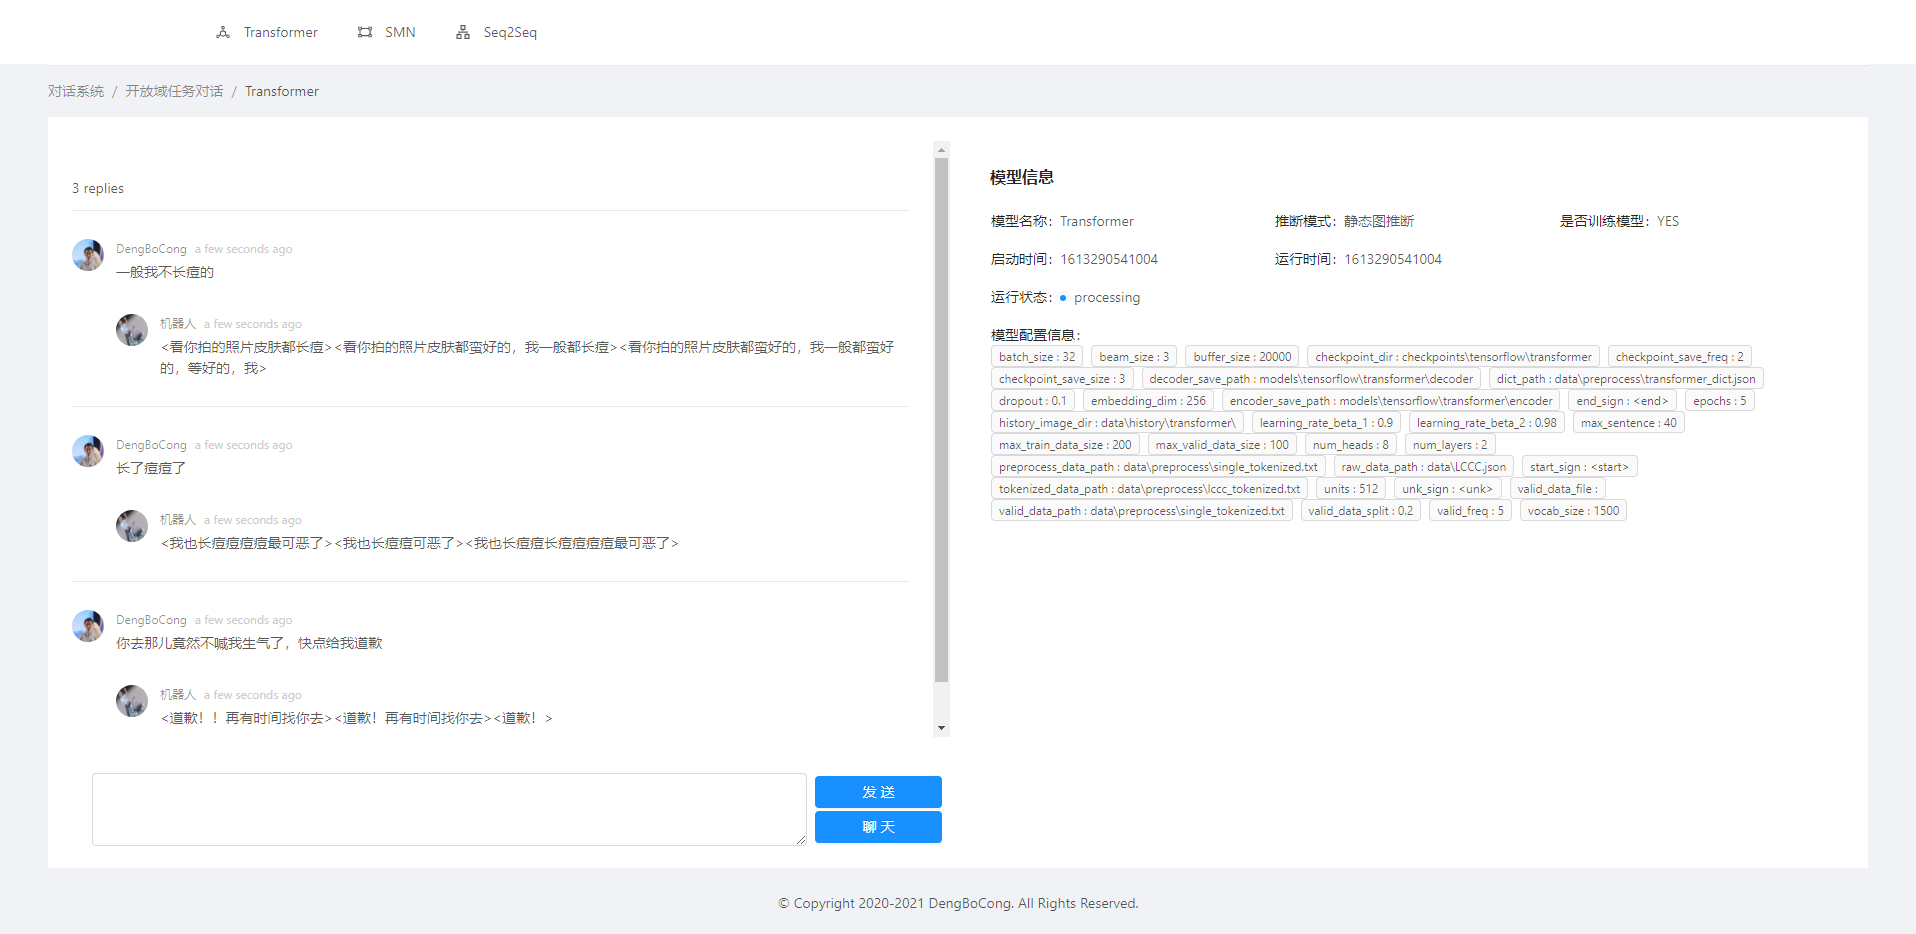 Transformer SMN Seq2Seq
对话系统 / 开放域任务对话 / Transformer
3 replies
DengBoCong a few seconds ago
一般我不长痘的
机器人 a few seconds ago
<看你拍的照片皮肤都长痘><看你拍的照片皮肤都蛮好的，我一般都长痘><看你拍的照片皮肤都蛮好的，我一般都蛮好
的，等好的，我>
DengBoCong a few seconds ago
长了痘痘了
机器人 a few seconds ago
<我也长痘痘痘痘最可恶了><我也长痘痘可恶了><我也长痘痘长痘痘痘痘最可恶了>
DengBoCong a few seconds ago
你去那儿竟然不喊我生气了，快点给我道歉
机器人 a few seconds ago
<道歉！！再有时间找你去><道歉！再有时间找你去><道歉！>
发 送
聊 天
模型信息
模型名称：Transformer 推断模式：静态图推断 是否训练模型：YES
启动时间：1613290541004 运行时间：1613290541004
运行状态： processing
模型配置信息：
batch_size : 32 beam_size : 3 buffer_size : 20000 checkpoint_dir : checkpoints\tensorflow\transformer checkpoint_save_freq : 2
checkpoint_save_size : 3 decoder_save_path : models\tensorflow\transformer\decoder dict_path : data\preprocess\transformer_dict.json
dropout : 0.1 embedding_dim : 256 encoder_save_path : models\tensorflow\transformer\encoder end_sign : <end> epochs : 5
history_image_dir : data\history\transformer\ learning_rate_beta_1 : 0.9 learning_rate_beta_2 : 0.98 max_sentence : 40
max_train_data_size : 200 max_valid_data_size : 100 num_heads : 8 num_layers : 2
preprocess_data_path : data\preprocess\single_tokenized.txt raw_data_path : data\LCCC.json start_sign : <start>
tokenized_data_path : data\preprocess\lccc_tokenized.txt units : 512 unk_sign : <unk> valid_data_file :
valid_data_path : data\preprocess\single_tokenized.txt valid_data_split : 0.2 valid_freq : 5 vocab_size : 1500
© Copyright 2020-2021 DengBoCong. All Rights Reserved.